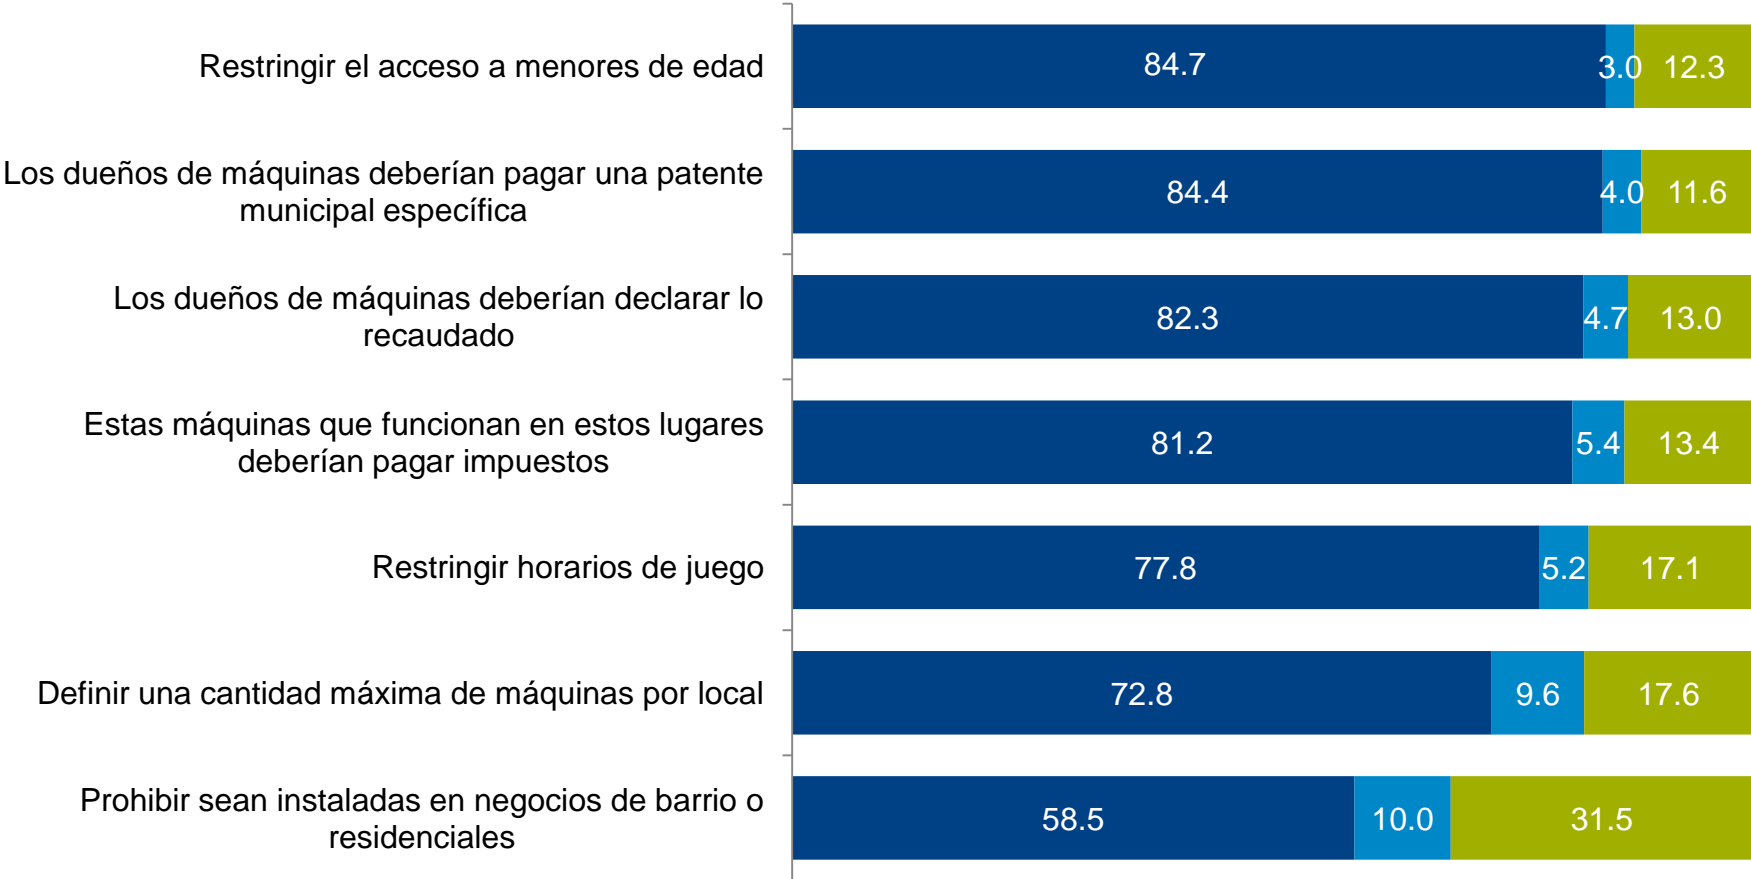 Restringir el acceso a menores de edad
84.7 3.0 12.3
Los dueños de máquinas deberían pagar una patente
municipal específica
84.4 4.0 11.6
Los dueños de máquinas deberían declarar lo
recaudado
82.3 4.7 13.0
Estas máquinas que funcionan en estos lugares
deberían pagar impuestos
81.2 5.4 13.4
Restringir horarios de juego
77.8 5.2 17.1
Definir una cantidad máxima de máquinas por local
72.8 9.6 17.6
Prohibir sean instaladas en negocios de barrio o
residenciales
58.5 10.0 31.5